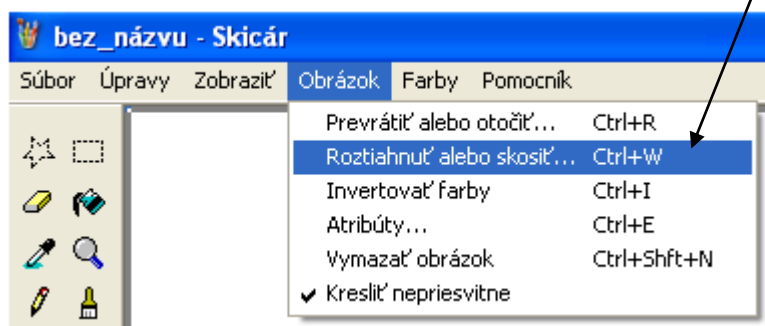 bez_názvu - Skicár
Súbor Úpravy Zobraziť Obrázok Farby Pomocník
Prevrátiť alebo otočiť... Ctrl+R
Roztiahnuť alebo skosiť... Ctrl+W
Invertovať farby Ctrl+I
Atribúty... Ctrl+E
Vymazať obrázok Ctrl+Shft+N
Kresliť nepriesvitne